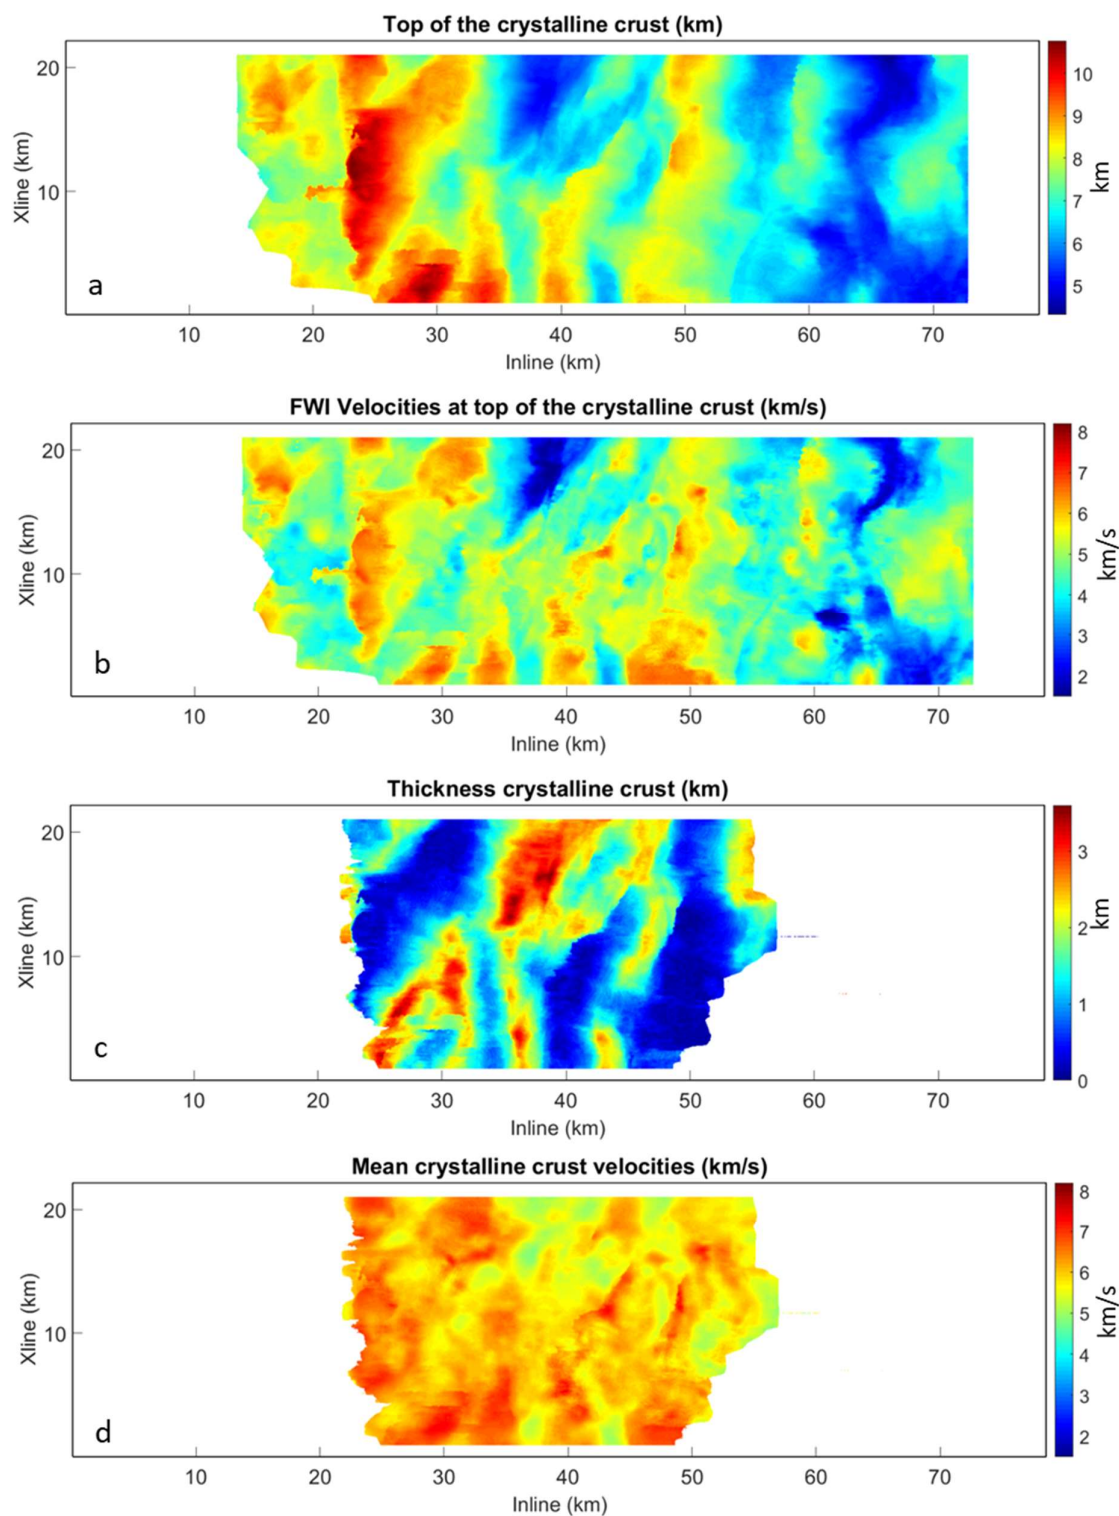 Top of the crystalline crust (km)
20
10
Xline (km)
a
10 20 30 40 50 60 70
Inline (km)
10
9
8
7
6
5
km
FWI Velocities at top of the crystalline crust (km/s)
20
10
Xline (km)
b
10 20 30 40 50 60 70
Inline (km)
8
7
6
5
4
3
2
km/s
Thickness crystalline crust (km)
20
10
Xline (km)
c
10 20 30 40 50 60 70
Inline (km)
3
2
1
0
km
Mean crystalline crust velocities (km/s)
20
10
Xline (km)
d
10 20 30 40 50 60 70
Inline (km)
8
7
6
5
4
3
2
km/s